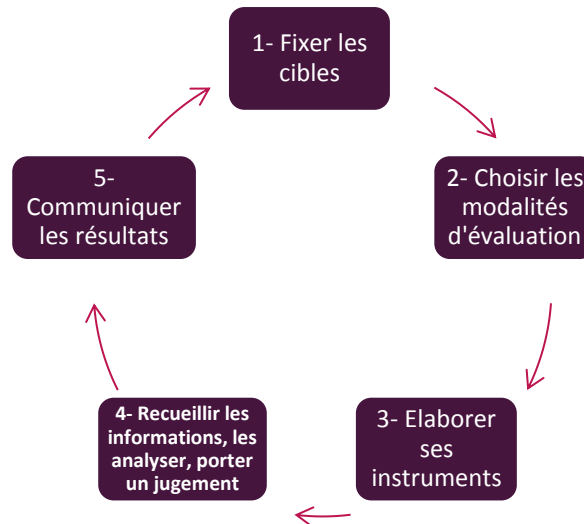 1- Fixer les
cibles
2- Choisir les
modalités
d'évaluation
3- Elaborer
ses
instruments
4- Recueillir les
informations, les
analyser, porter
un jugement
5-
Communiquer
les résultats